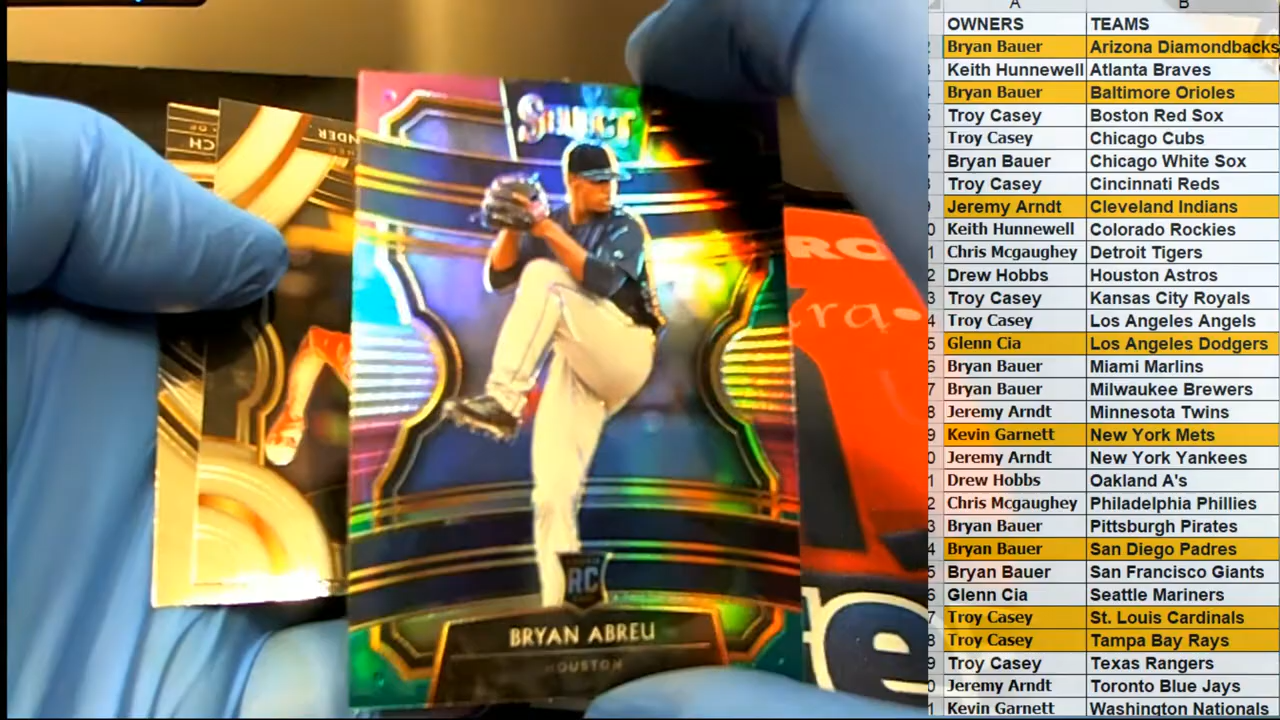 SELECT
RC
BRYAN ABREU
HOUSTON
CH
NDER
RO
ra
e
A B
OWNERS TEAMS
Bryan Bauer Arizona Diamondbacks
Keith Hunnewell Atlanta Braves
Bryan Bauer Baltimore Orioles
Troy Casey Boston Red Sox
Troy Casey Chicago Cubs
Bryan Bauer Chicago White Sox
Troy Casey Cincinnati Reds
Jeremy Arndt Cleveland Indians
Keith Hunnewell Colorado Rockies
Chris Mcgaughey Detroit Tigers
Drew Hobbs Houston Astros
Troy Casey Kansas City Royals
Troy Casey Los Angeles Angels
Glenn Cia Los Angeles Dodgers
Bryan Bauer Miami Marlins
Bryan Bauer Milwaukee Brewers
Jeremy Arndt Minnesota Twins
Kevin Garnett New York Mets
Jeremy Arndt New York Yankees
Drew Hobbs Oakland A's
Chris Mcgaughey Philadelphia Phillies
Bryan Bauer Pittsburgh Pirates
Bryan Bauer San Diego Padres
Bryan Bauer San Francisco Giants
Glenn Cia Seattle Mariners
Troy Casey St. Louis Cardinals
Troy Casey Tampa Bay Rays
Troy Casey Texas Rangers
Jeremy Arndt Toronto Blue Jays
Kevin Garnett Washington Nationals